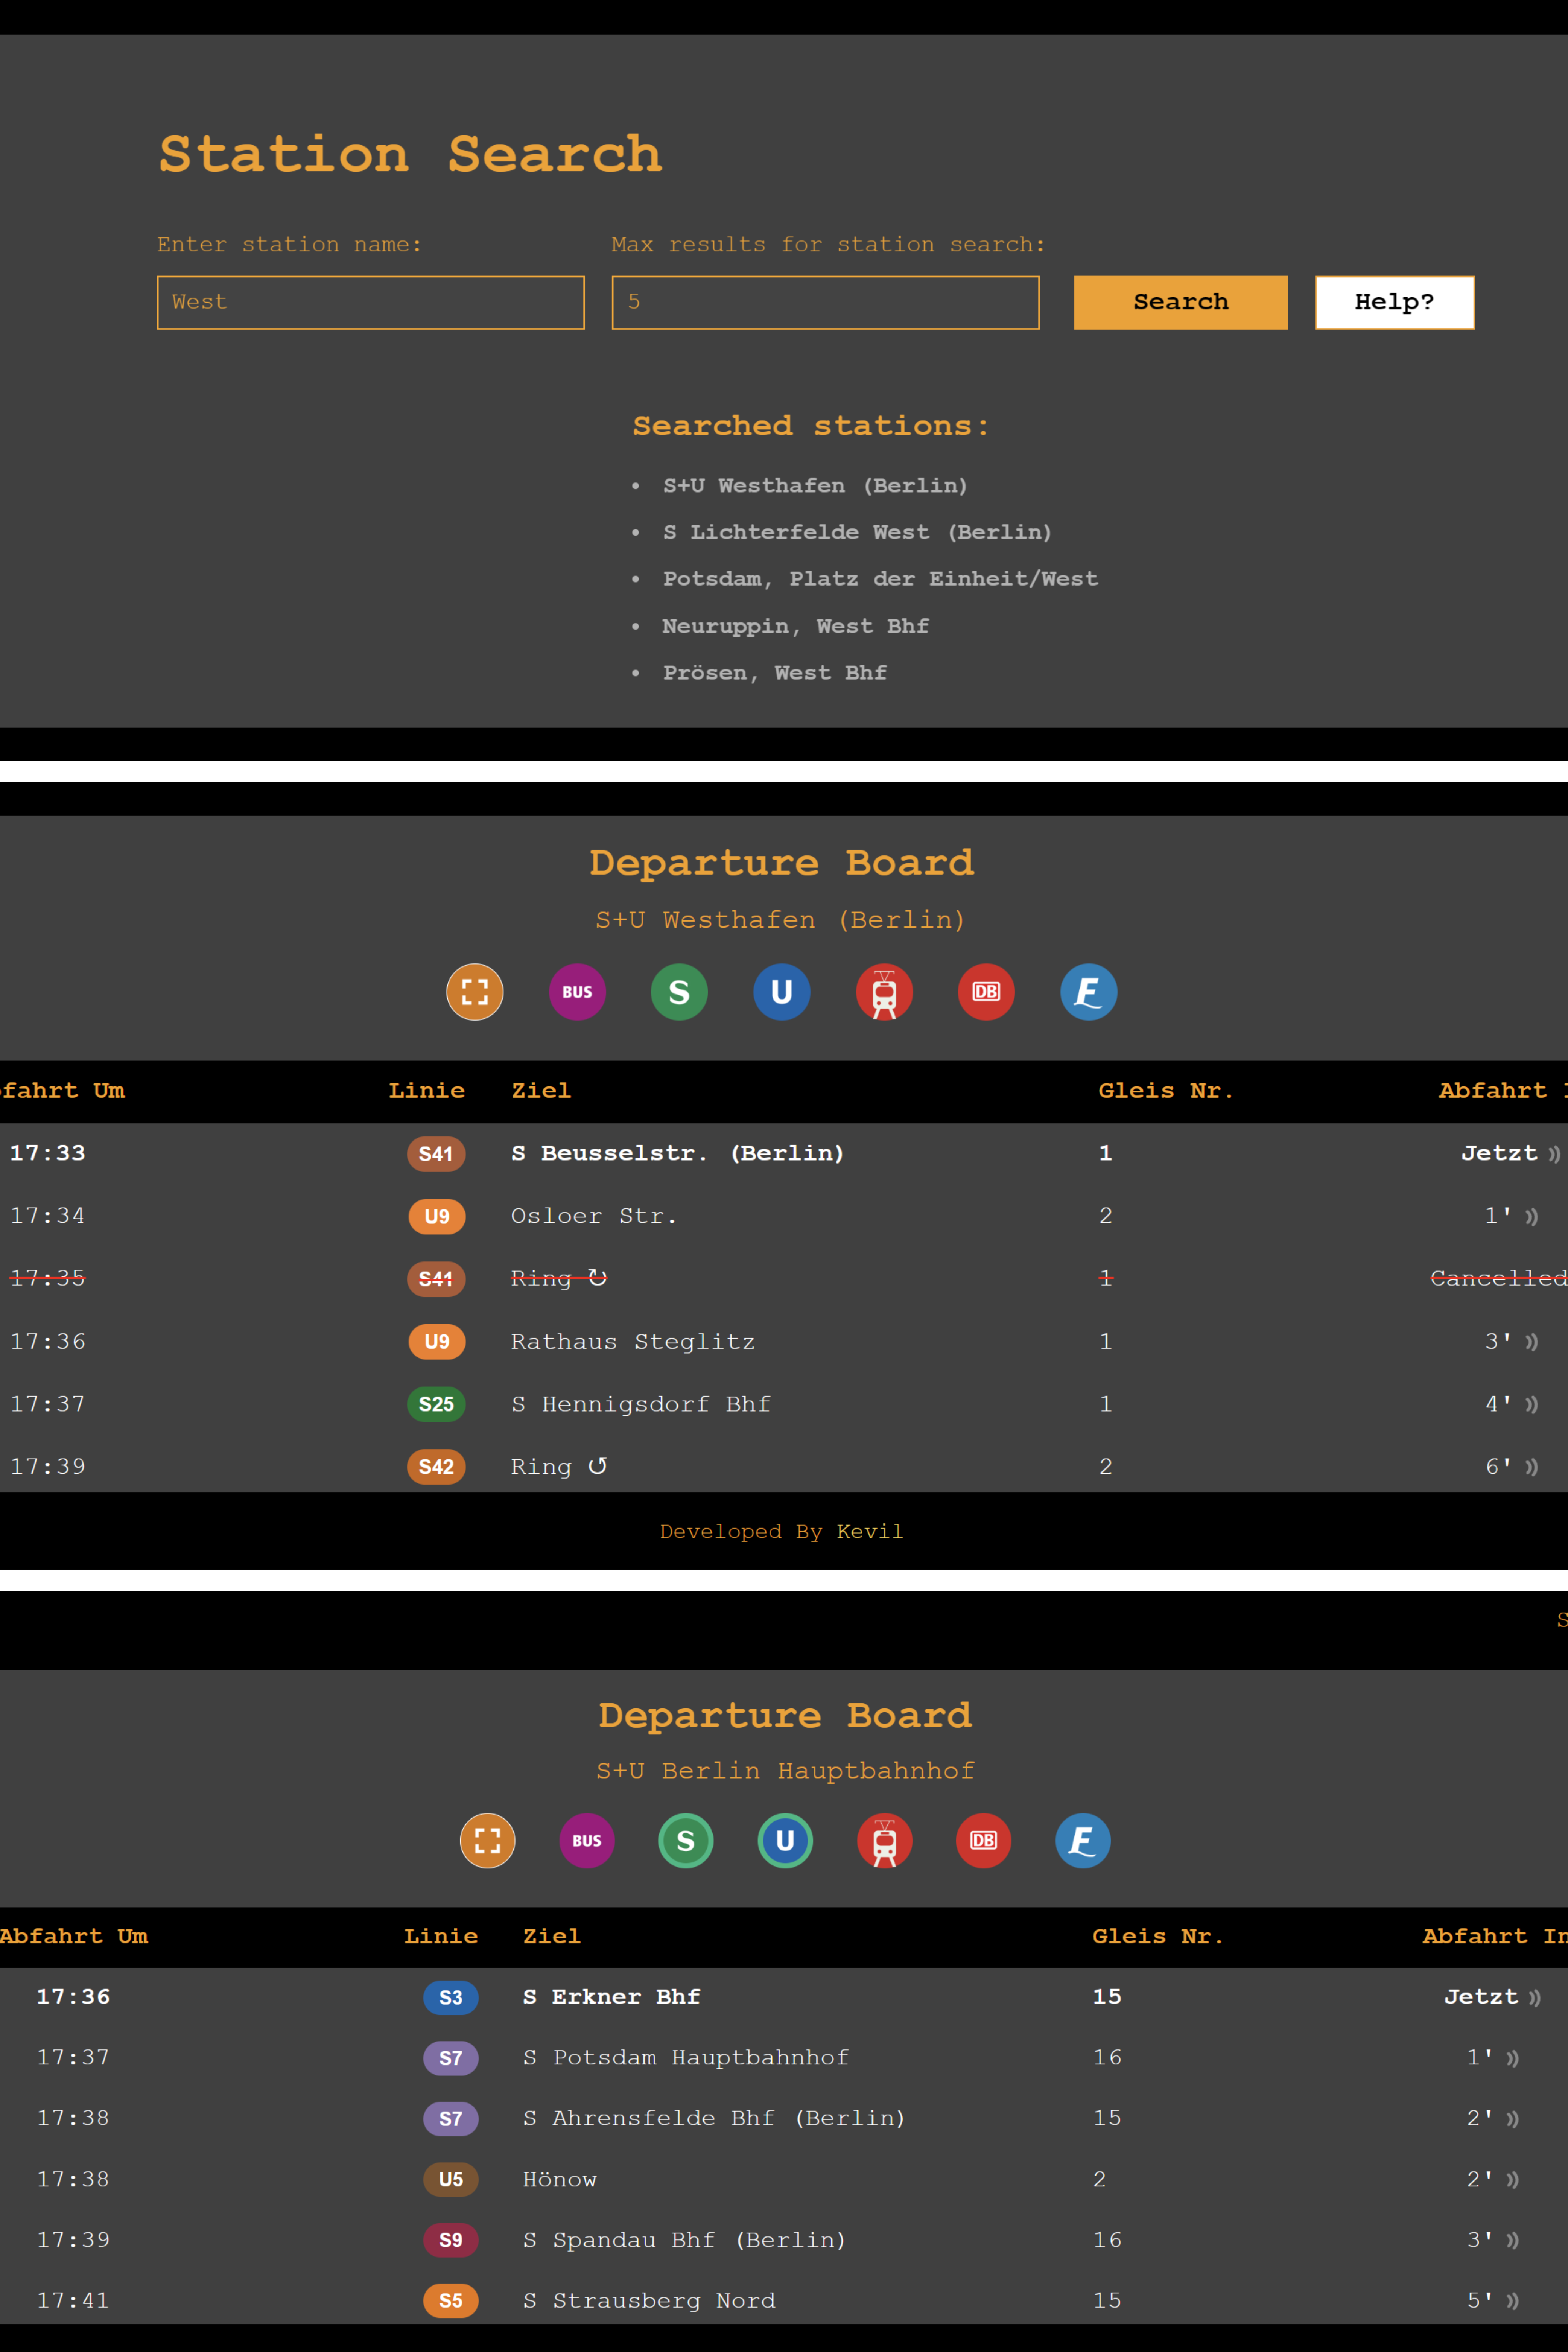 Station Search
Enter station name: Max results for station search:
West 5 Search Help?
Searched stations:
• S+U Westhafen (Berlin)
• S Lichterfelde West (Berlin)
• Potsdam, Platz der Einheit/West
• Neuruppin, West Bhf
• Prösen, West Bhf
Departure Board
S+U Westhafen (Berlin)
BUS S U DB F
fahrt Um Linie Ziel Gleis Nr. Abfahrt
17:33 S41 S Beusselstr. (Berlin) 1 Jetzt
17:34 U9 Osloer Str. 2 1'
17:35 S41 Ring ↻ 1 Cancelled
17:36 U9 Rathaus Steglitz 1 3'
17:37 S25 S Hennigsdorf Bhf 1 4'
17:39 S42 Ring ↺ 2 6'
Developed By Kevil
S
Departure Board
S+U Berlin Hauptbahnhof
BUS S U DB F
Abfahrt Um Linie Ziel Gleis Nr. Abfahrt In
17:36 S3 S Erkner Bhf 15 Jetzt
17:37 S7 S Potsdam Hauptbahnhof 16 1'
17:38 S7 S Ahrensfelde Bhf (Berlin) 15 2'
17:38 U5 Hönow 2 2'
17:39 S9 S Spandau Bhf (Berlin) 16 3'
17:41 S5 S Strausberg Nord 15 5'